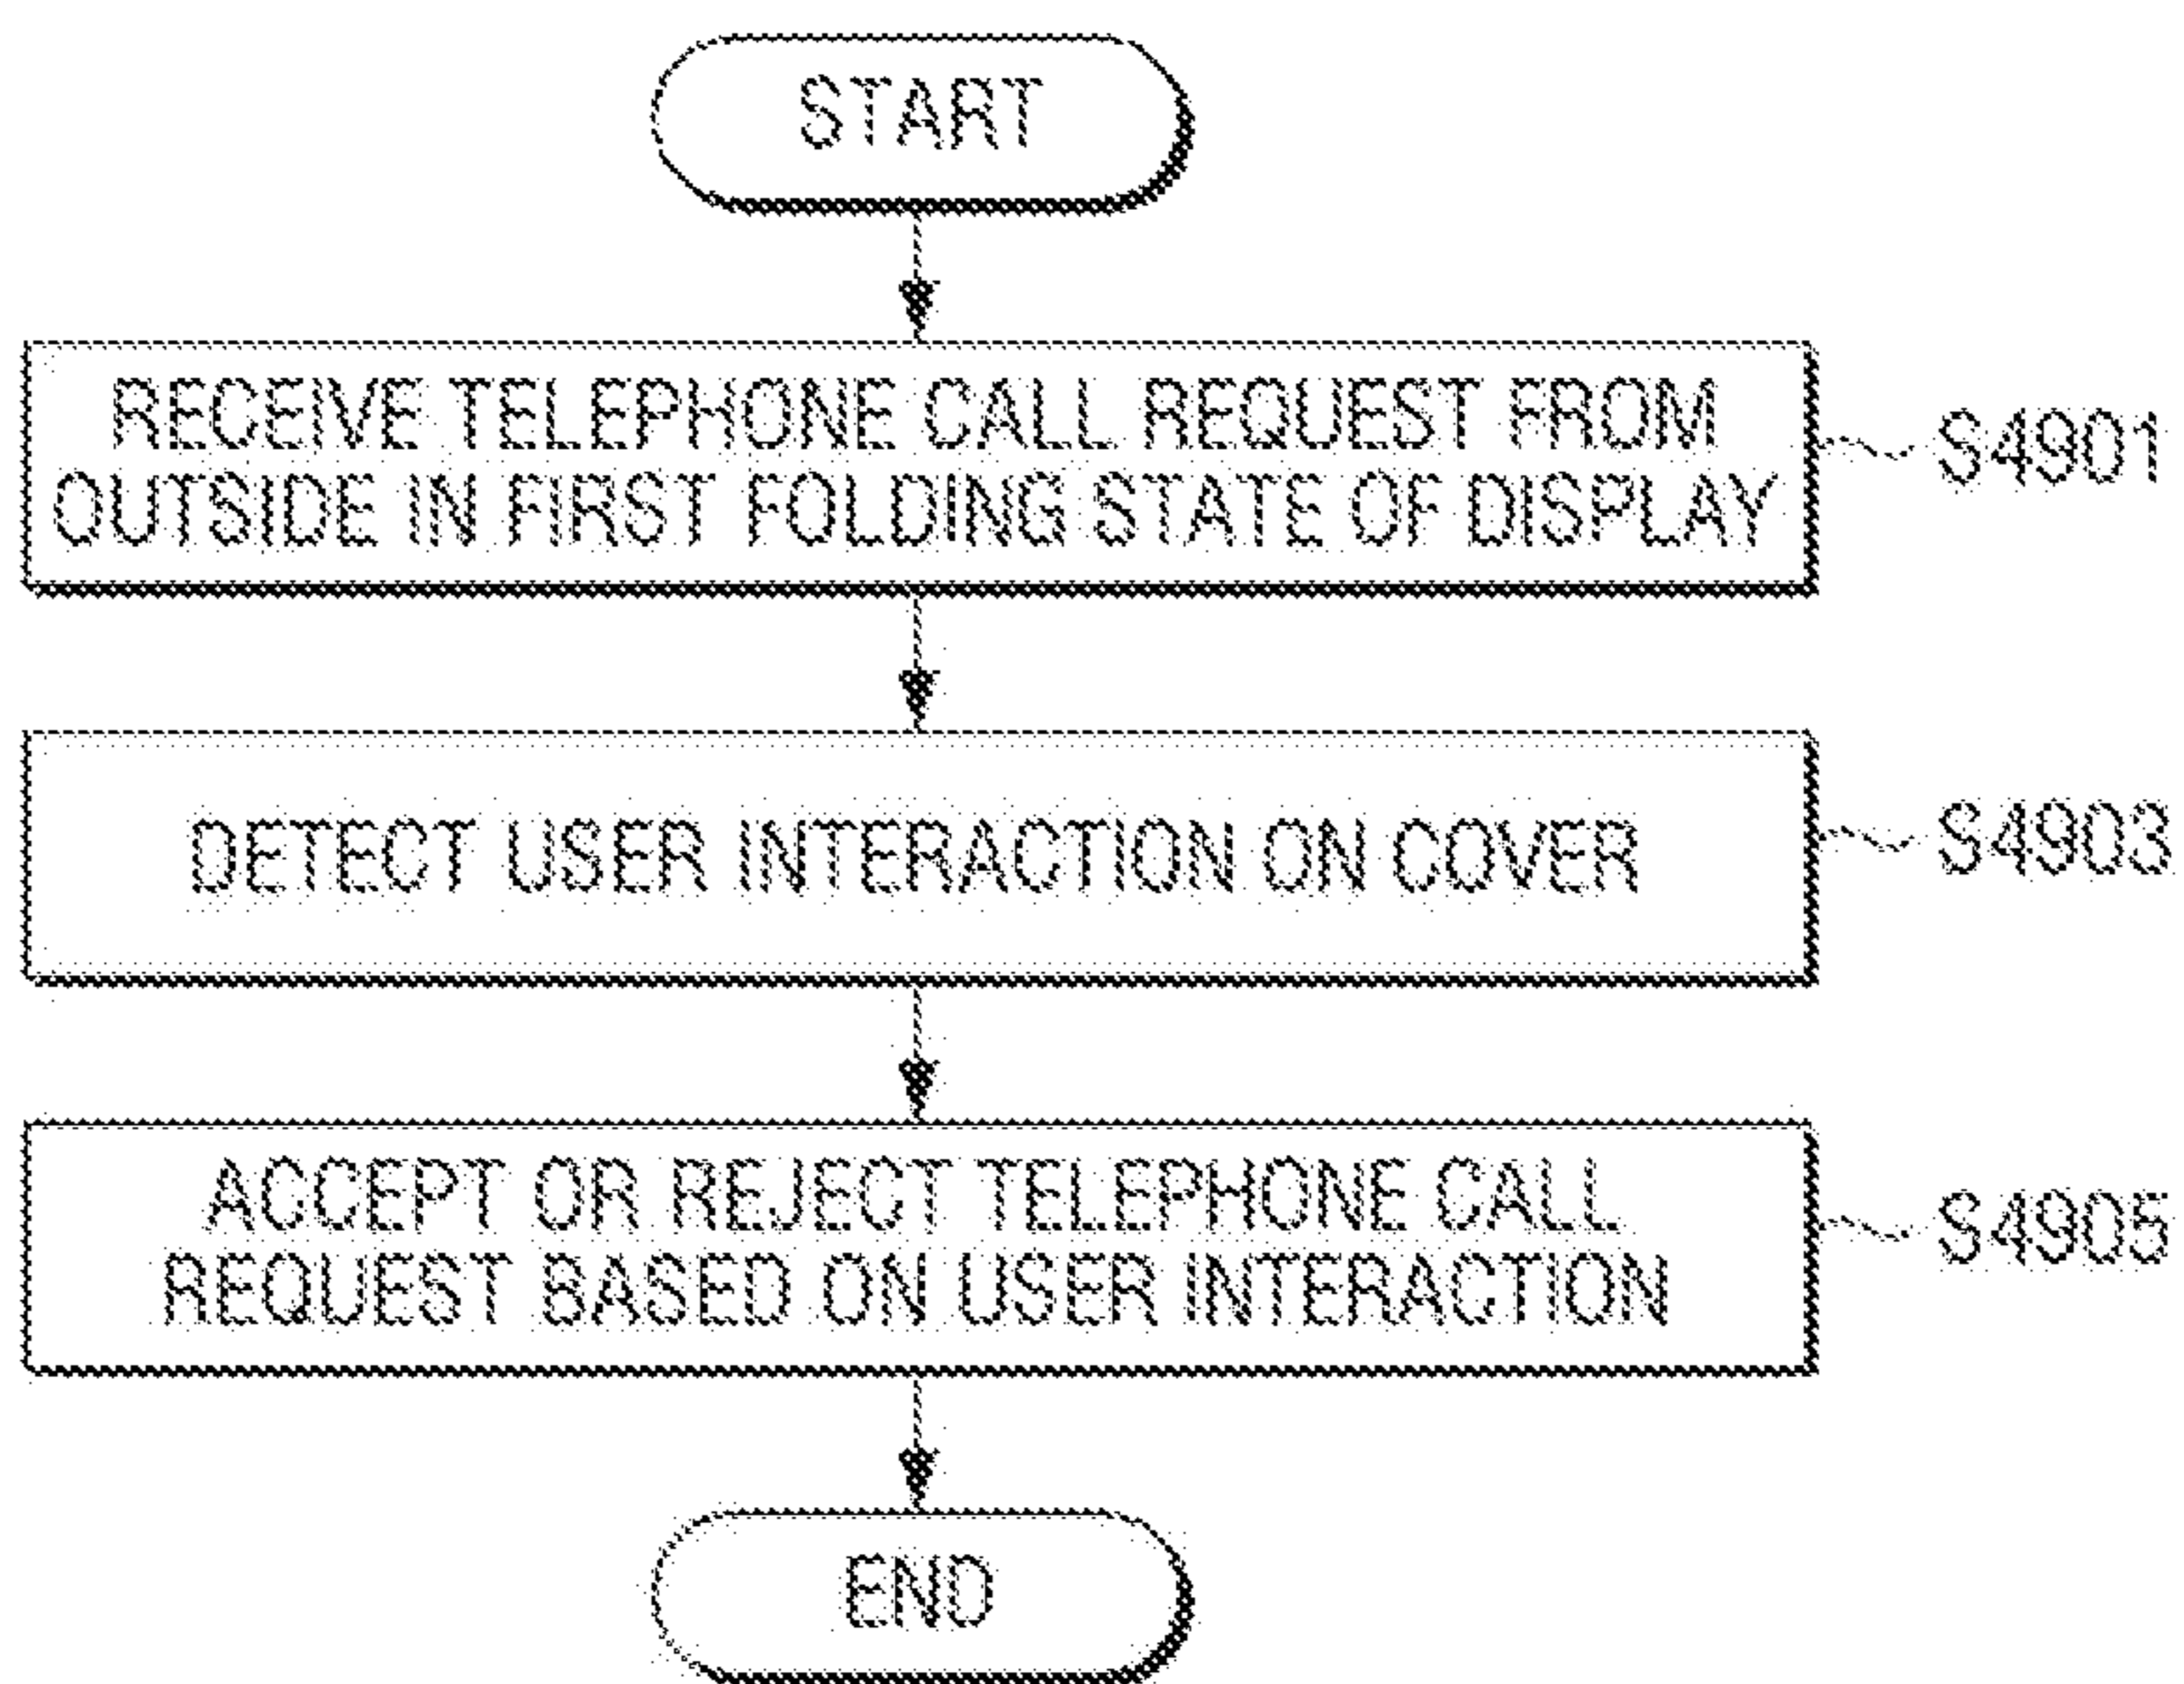 START
RECEIVE TELEPHONE CALL REQUEST FROM
OUTSIDE IN FIRST FOLDING STATE OF DISPLAY
S4901
DETECT USER INTERACTION ON COVER
S4903
ACCEPT OR REJECT TELEPHONE CALL
REQUEST BASED ON USER INTERACTION
S4905
END